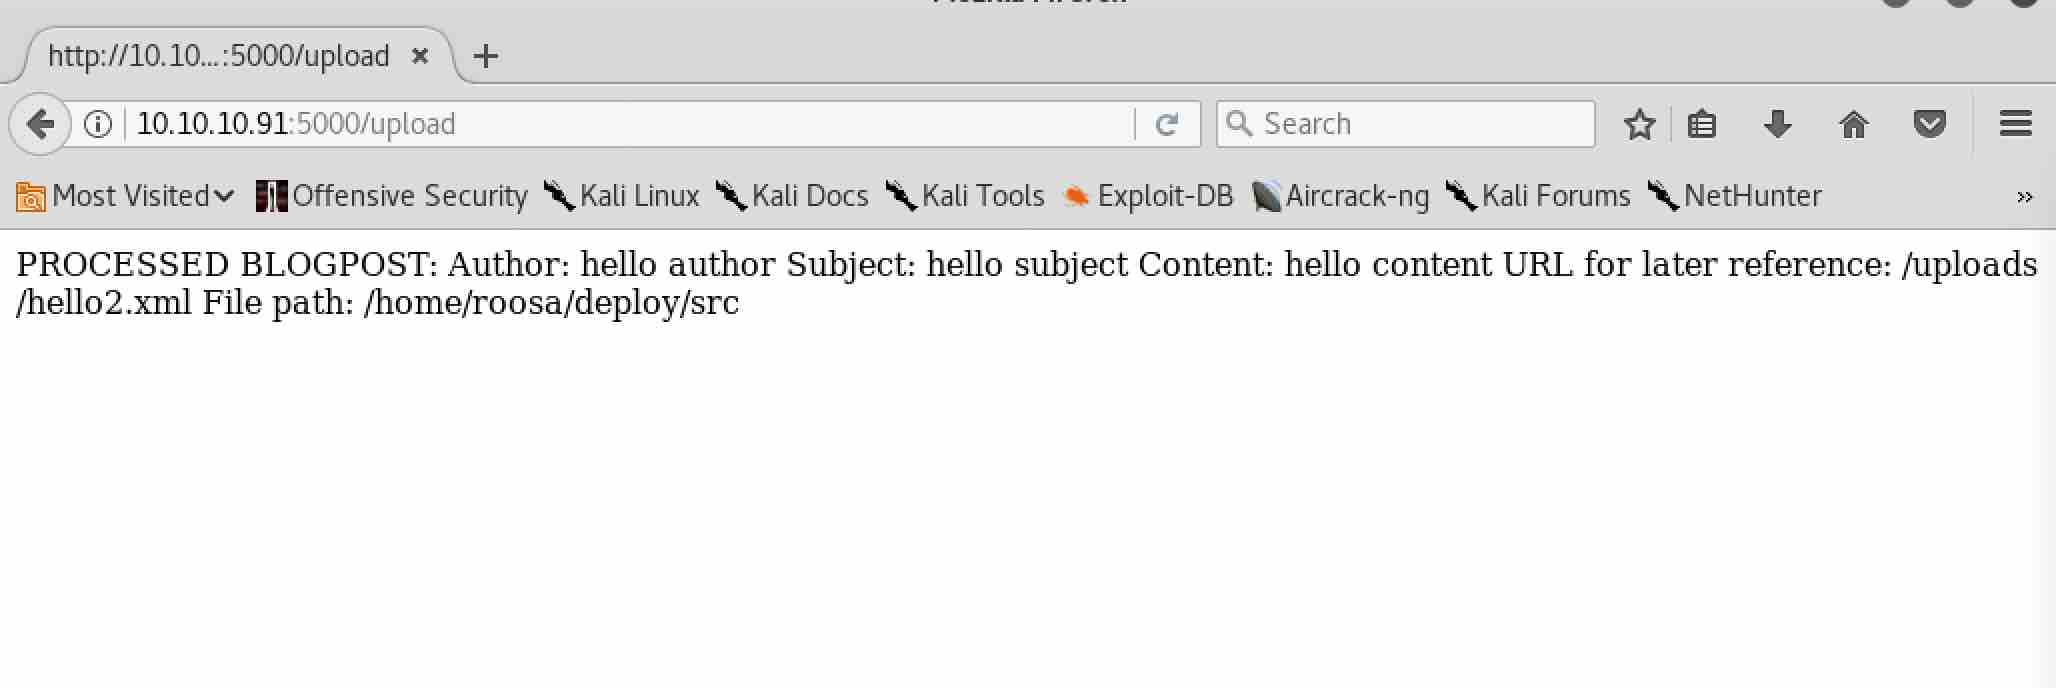 http://10.10...:5000/upload
10.10.10.91:5000/upload
Search
Most Visited
Offensive Security
Kali Linux
Kali Docs
Kali Tools
Exploit-DB
Aircrack-ng
Kali Forums
NetHunter
PROCESSED BLOGPOST: Author: hello author Subject: hello subject Content: hello content URL for later reference: /uploads
/hello2.xml File path: /home/roosa/deploy/src